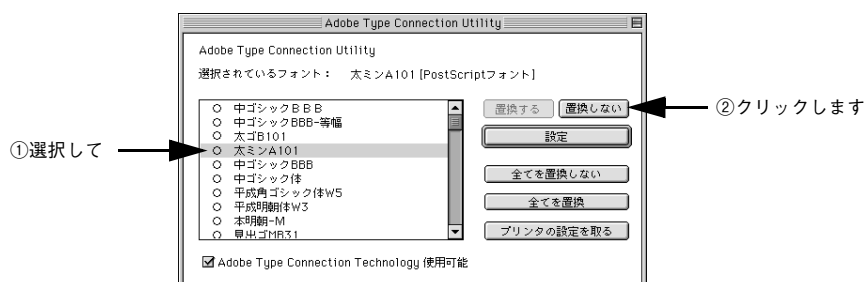 Adobe Type Connection Utility
Adobe Type Connection Utility
選択されているフォント： 太ミンA101 [PostScriptフォント]
中ゴシックＢＢＢ
中ゴシックBBB-等幅
太ゴB101
太ミンA101
中ゴシックBBB
中ゴシック体
平成角ゴシック体W5
平成明朝体W3
本明朝-M
見出ゴMB31
置換する 置換しない
設定
全てを置換しない
全てを置換
プリンタの設定を取る
Adobe Type Connection Technology 使用可能
①選択して
②クリックします